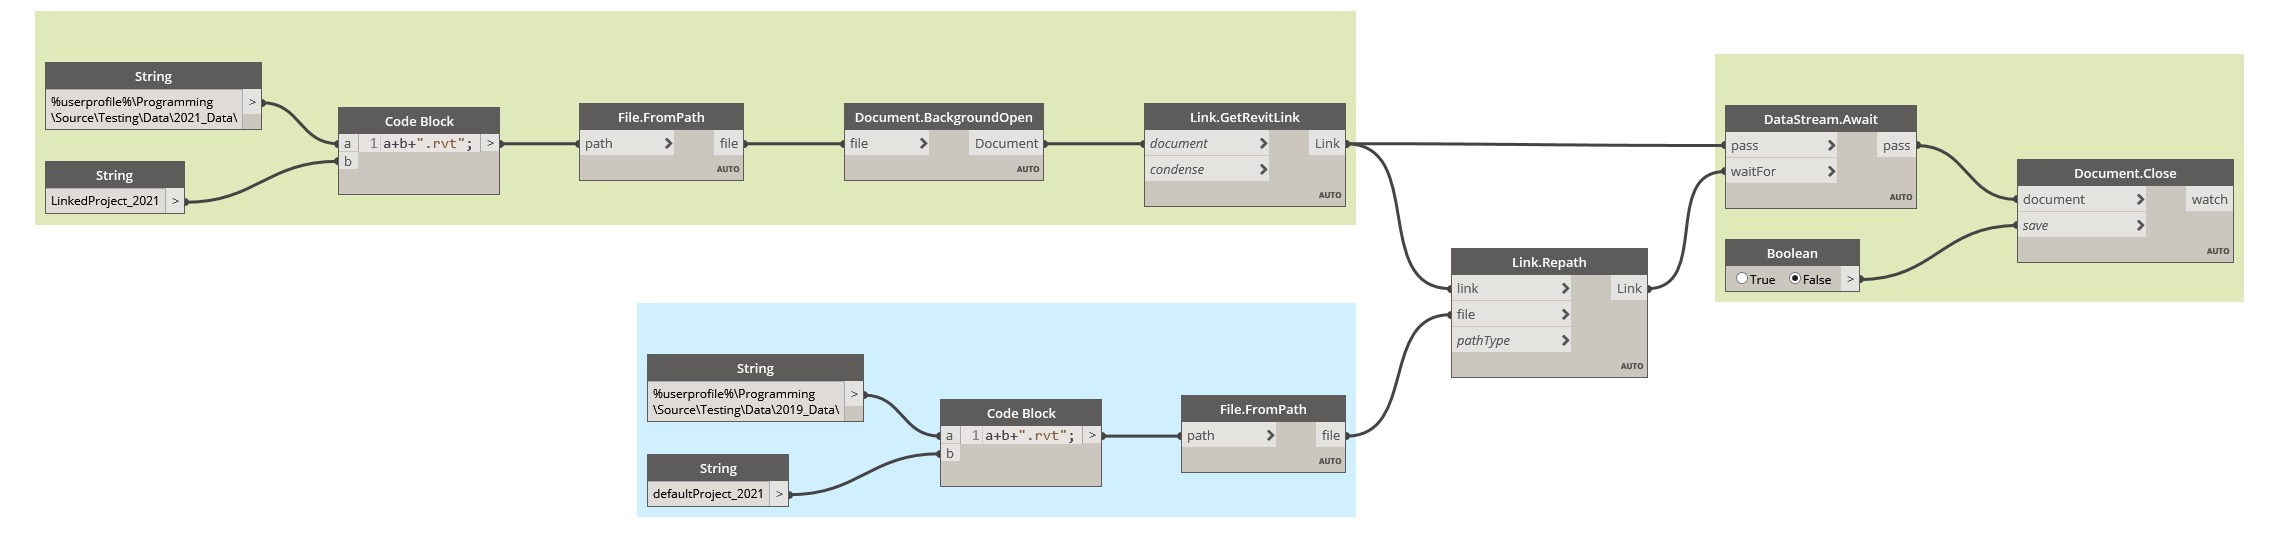 String
%userprofile%\Programming
\Source\Testing\Data\2021_Data\
>
String
LinkedProject_2021
>
Code Block
a
1 a+b+".rvt";
>
b
File.FromPath
path
file
AUTO
Document.BackgroundOpen
file
Document
AUTO
Link.GetRevitLink
document
Link
condense
AUTO
String
%userprofile%\Programming
\Source\Testing\Data\2019_Data\
>
String
defaultProject_2021
>
Code Block
a
1 a+b+".rvt";
>
b
File.FromPath
path
file
AUTO
Link.Repath
link
Link
file
pathType
AUTO
DataStream.Await
pass
pass
waitFor
AUTO
Boolean
True False
>
Document.Close
document
watch
save
AUTO